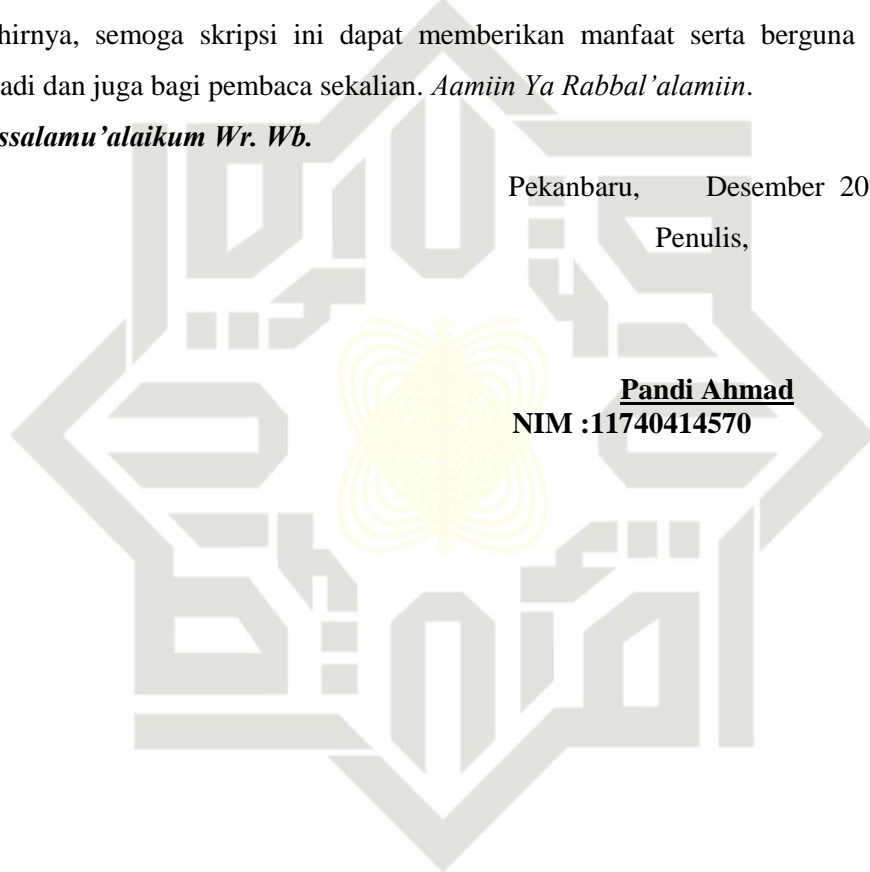 hirnya, semoga skripsi ini dapat memberikan manfaat serta berguna
adi dan juga bagi pembaca sekalian. Aamiin Ya Rabbal’alamiin.
ssalamu’alaikum Wr. Wb.
Pekanbaru, Desember 20
Penulis,
Pandi Ahmad
NIM :11740414570